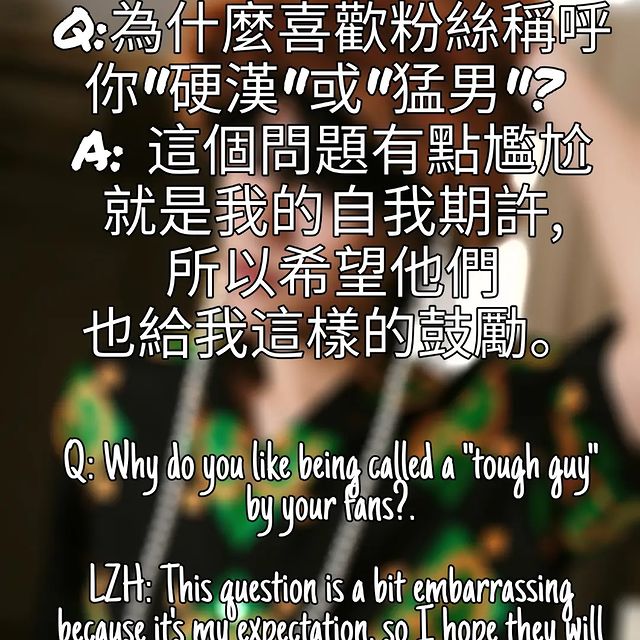 Q:為什麼喜歡粉絲稱呼
你"硬漢"或"猛男"?
A: 這個問題有點尷尬
就是我的自我期許,
所以希望他們
也給我這樣的鼓勵。
Q: Why do you like being called a "tough guy"
by your fans?.
LZH: This question is a bit embarrassing
because it's my expectation, so I hope they will